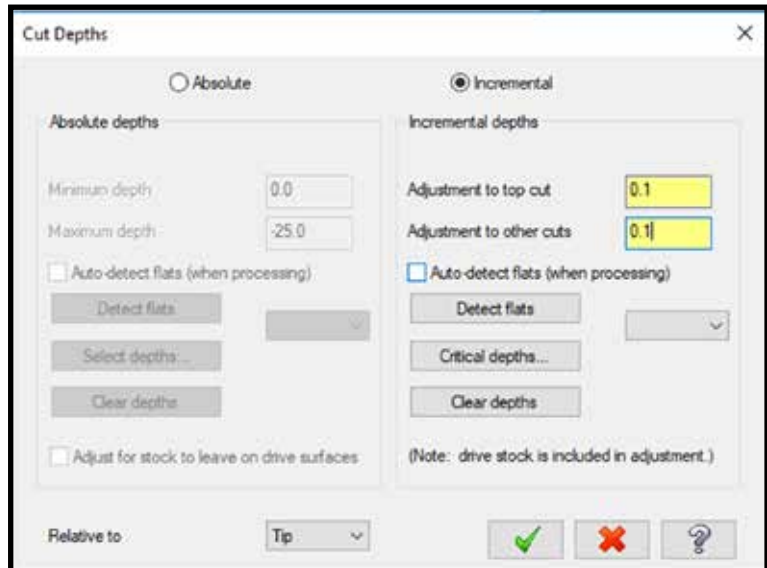 Cut Depths
Absolute
Incremental
Absolute depths
Incremental depths
Minimum depth 0.0
Adjustment to top cut 0.1
Maximum depth -25.0
Adjustment to other cuts 0.1
Auto-detect flats (when processing)
Auto-detect flats (when processing)
Detect flats
Detect flats
Select depths...
Critical depths...
Clear depths
Clear depths
Adjust for stock to leave on drive surfaces
(Note: drive stock is included in adjustment.)
Relative to Tip